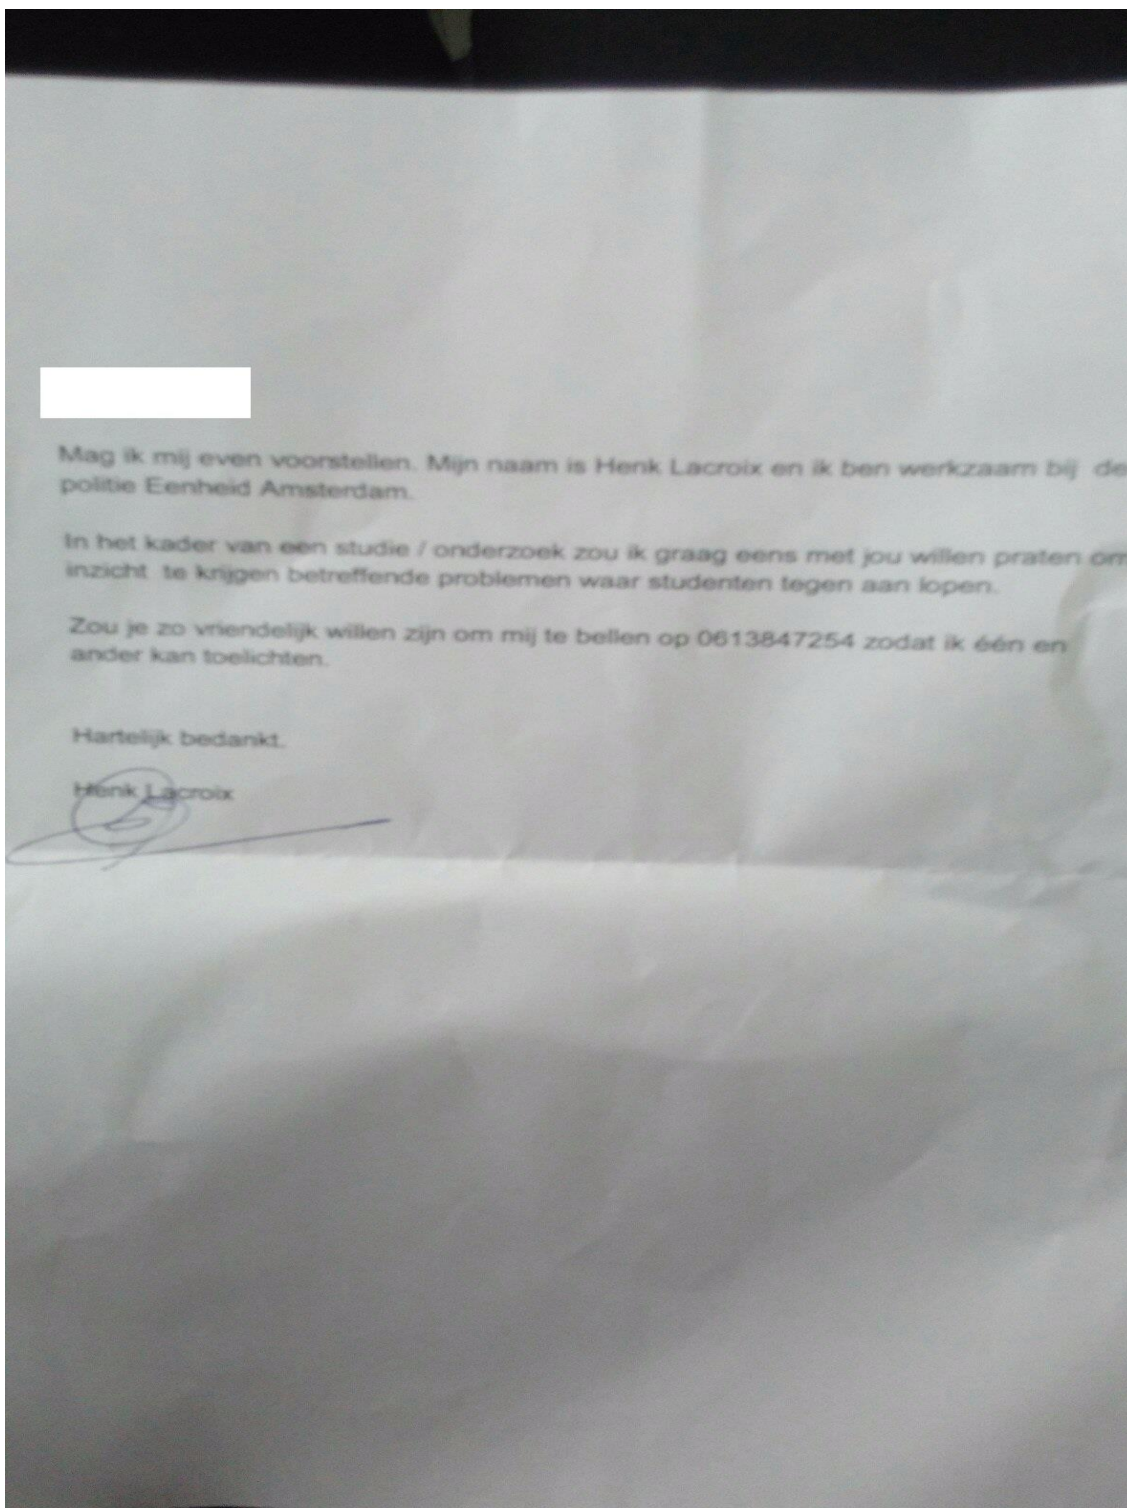 Mag ik mij even voorstellen. Mijn naam is Henk Lacroix en ik ben werkzaam bij de
politie Eenheid Amsterdam.
In het kader van een studie / onderzoek zou ik graag eens met jou willen praten om
inzicht te krijgen betreffende problemen waar studenten tegen aan lopen.
Zou je zo vriendelijk willen zijn om mij te bellen op 0613847254 zodat ik één en
ander kan toelichten.
Hartelijk bedankt.
Henk Lacroix